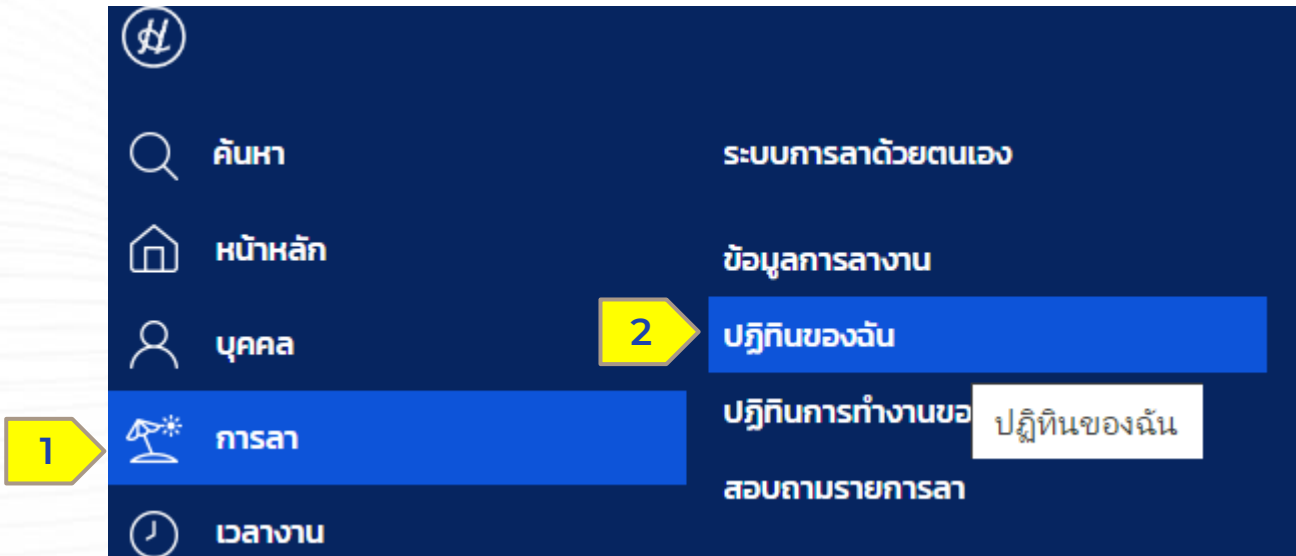 ค้นหา
หน้าหลัก
บุคคล
1
การลา
เวลางาน
ระบบการลาด้วยตนเอง
ข้อมูลการลางาน
2
ปฏิทินของฉัน
ปฏิทินการทำงานขอ
ปฏิทินของฉัน
สอบถามรายการลา